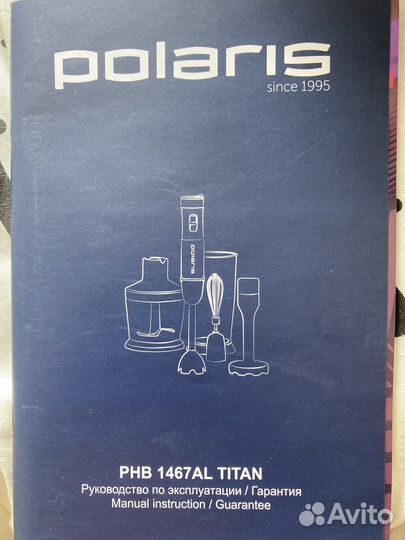 polaris
since 1995
polaris
PHB 1467AL TITAN
Руководство по эксплуатации / Гарантия
Manual instruction / Guarantee
Avito